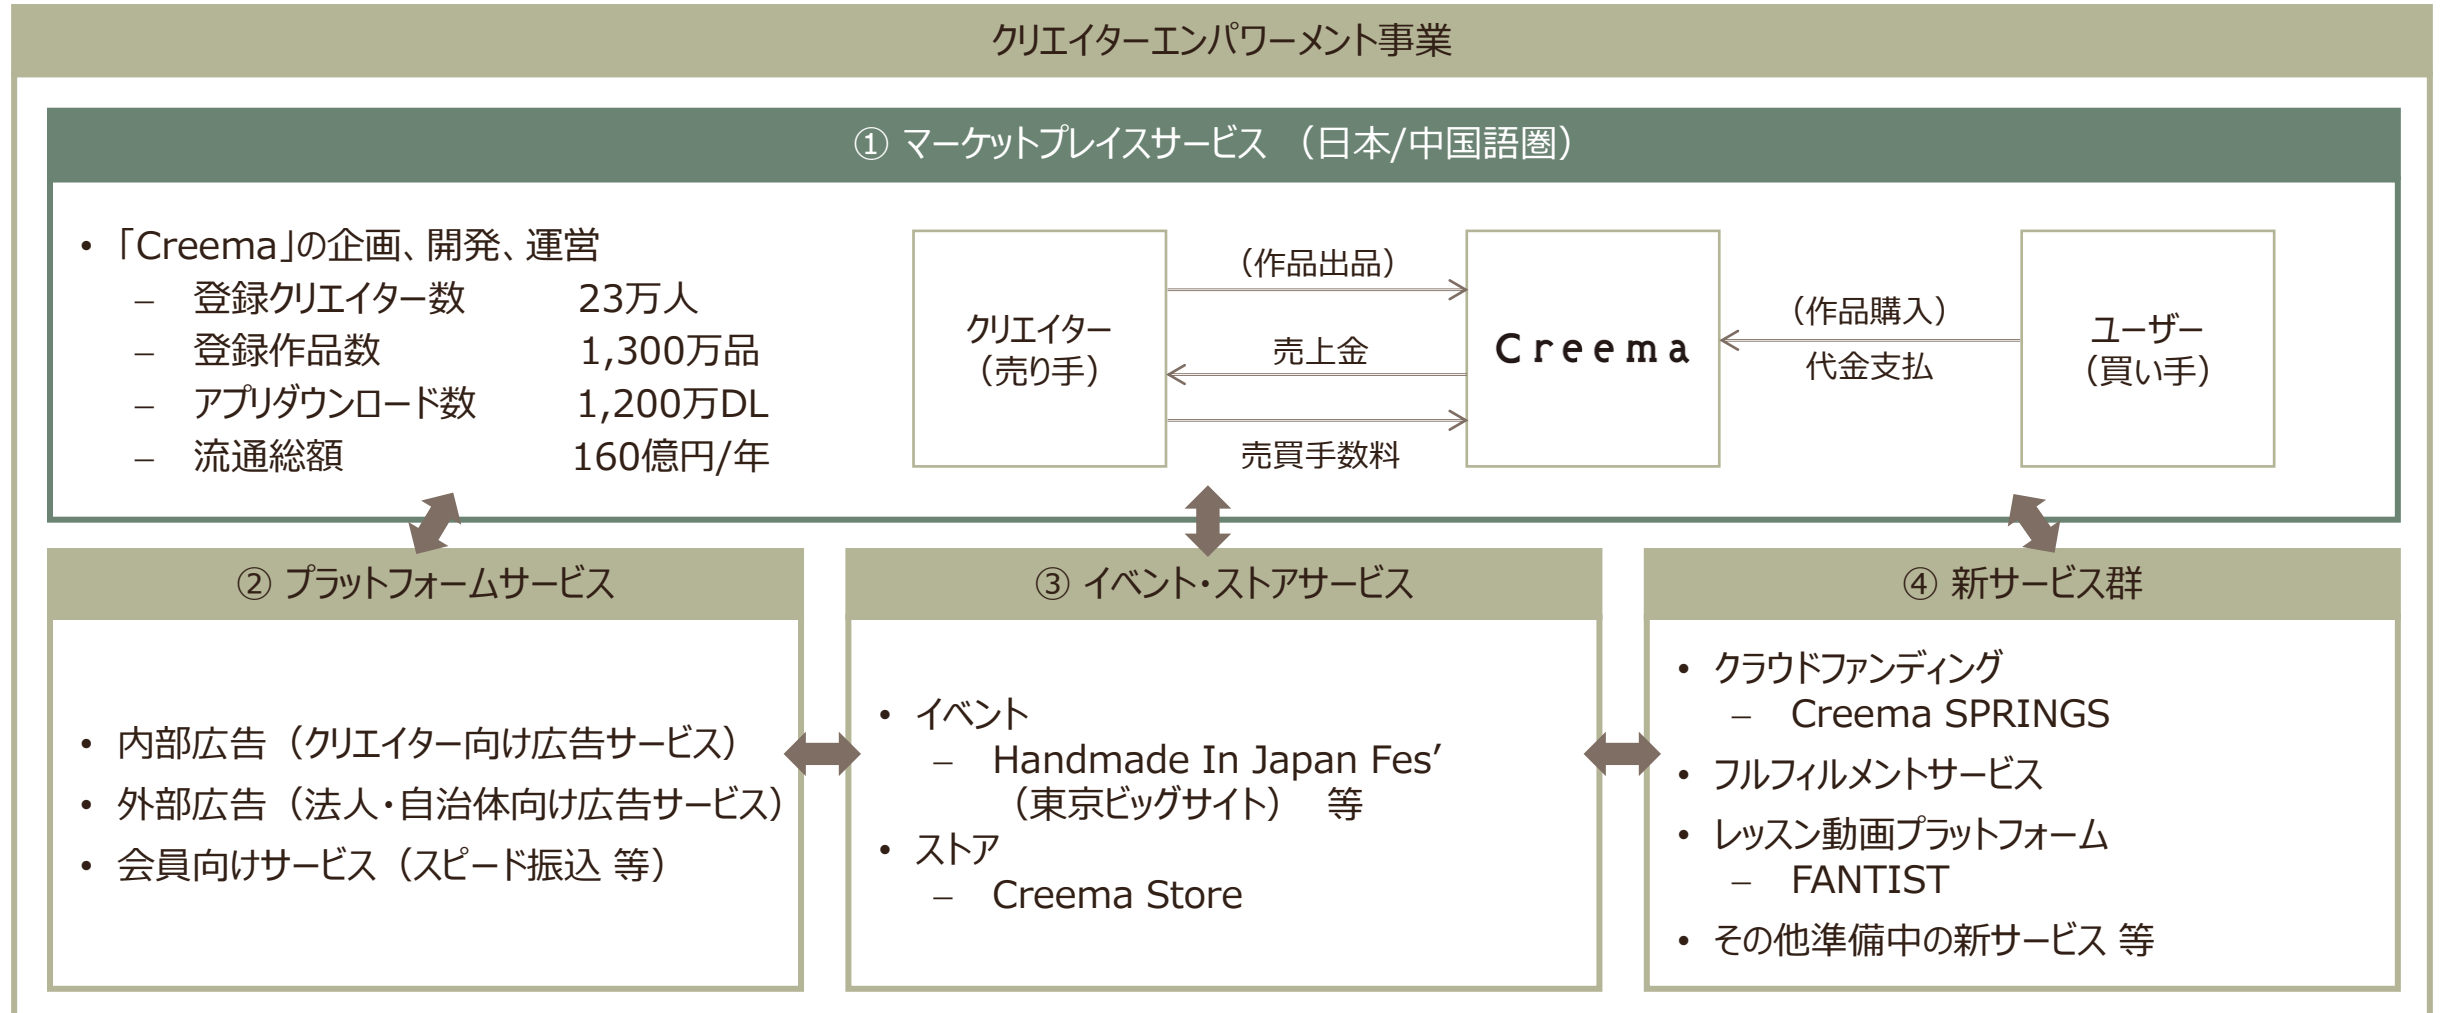 クリエイターエンパワーメント事業
① マーケットプレイスサービス （日本/中国語圏）
• 「Creema」の企画、開発、運営
– 登録クリエイター数 23万人
– 登録作品数 1,300万品
– アプリダウンロード数 1,200万DL
– 流通総額 160億円/年
クリエイター
（売り手）
（作品出品）
売上金
売買手数料
Creema
（作品購入）
代金支払
ユーザー
（買い手）
② プラットフォームサービス
• 内部広告（クリエイター向け広告サービス）
• 外部広告（法人・自治体向け広告サービス）
• 会員向けサービス（スピード振込 等）
③ イベント・ストアサービス
• イベント
– Handmade In Japan Fes’
（東京ビッグサイト） 等
• ストア
– Creema Store
④ 新サービス群
• クラウドファンディング
– Creema SPRINGS
• フルフィルメントサービス
• レッスン動画プラットフォーム
– FANTIST
• その他準備中の新サービス 等